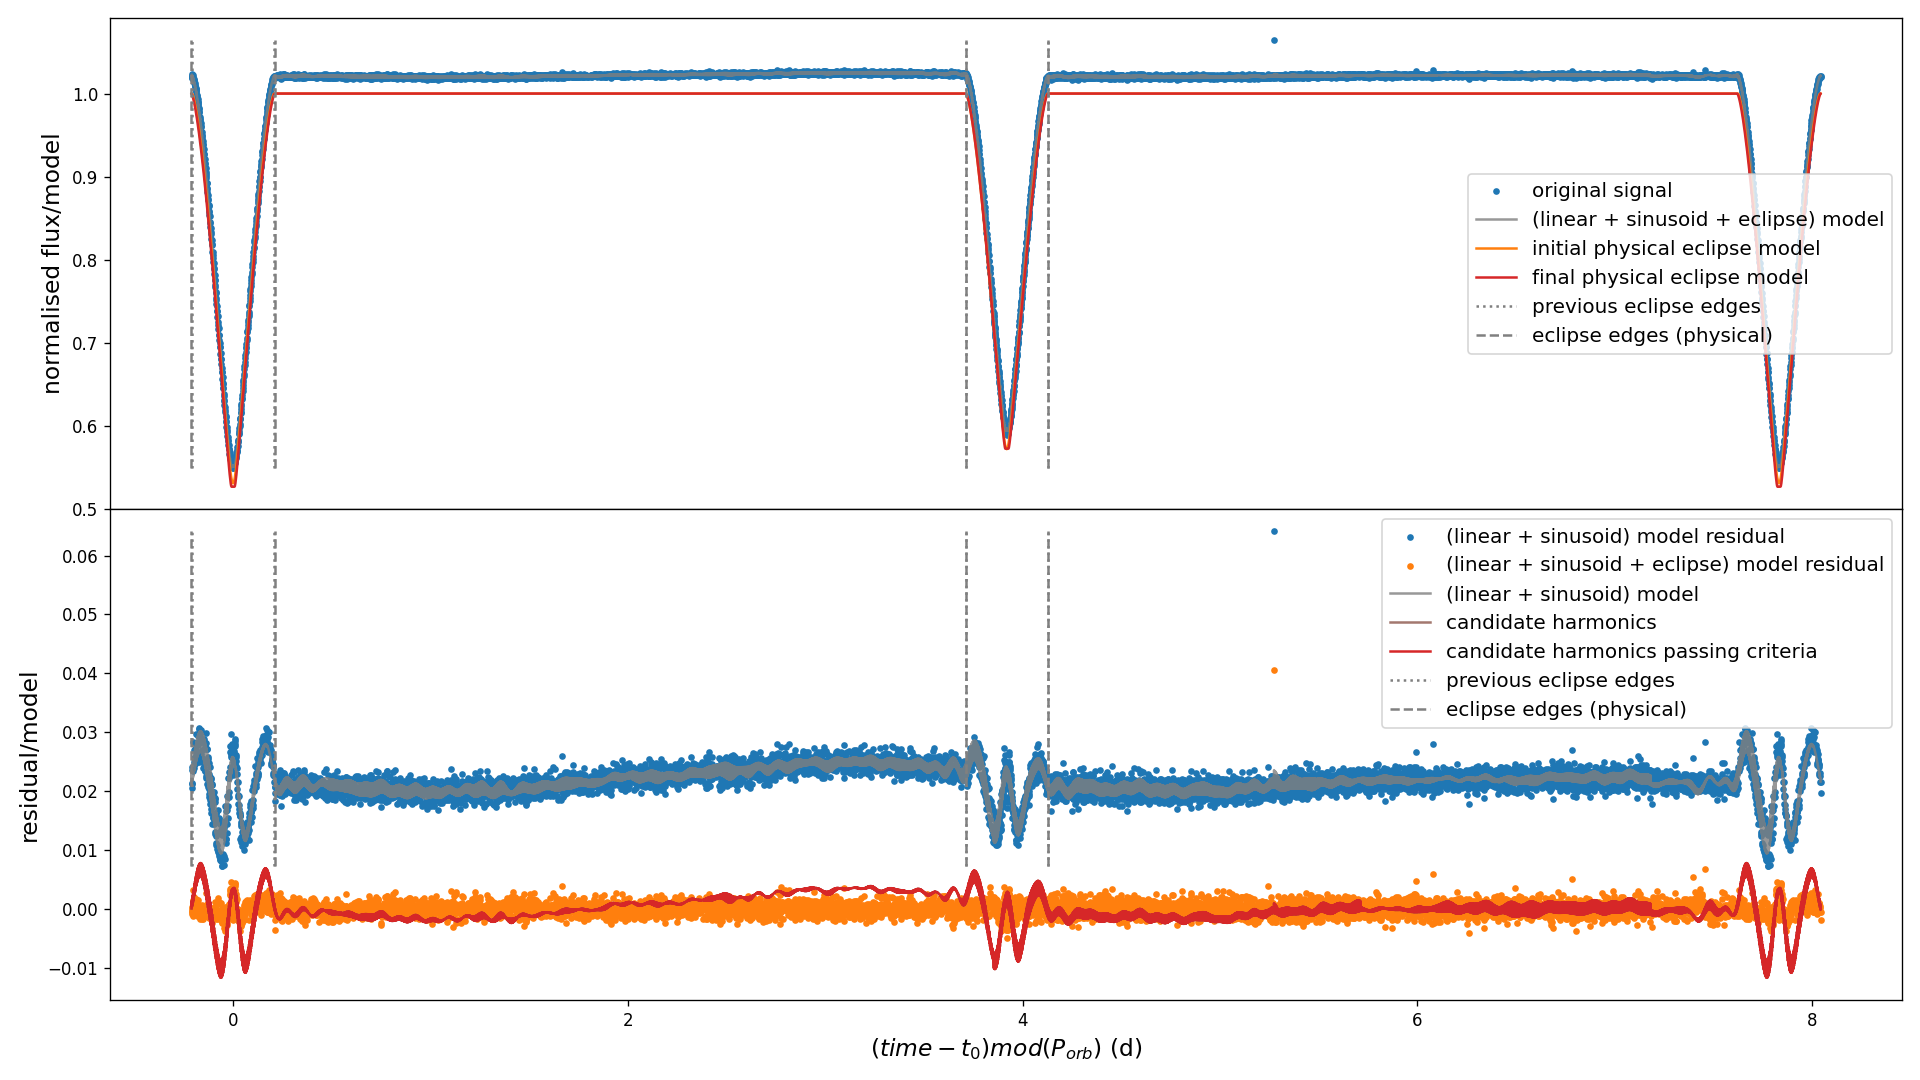 normalised flux/model
1.0
0.9
0.8
0.7
0.6
0.5
original signal
(linear + sinusoid + eclipse) model
initial physical eclipse model
final physical eclipse model
previous eclipse edges
eclipse edges (physical)
residual/model
0.06
0.05
0.04
0.03
0.02
0.01
0.00
−0.01
(linear + sinusoid) model residual
(linear + sinusoid + eclipse) model residual
(linear + sinusoid) model
candidate harmonics
candidate harmonics passing criteria
previous eclipse edges
eclipse edges (physical)
0 2 4 6 8
(time − t₀)mod(Pₒᵣb) (d)